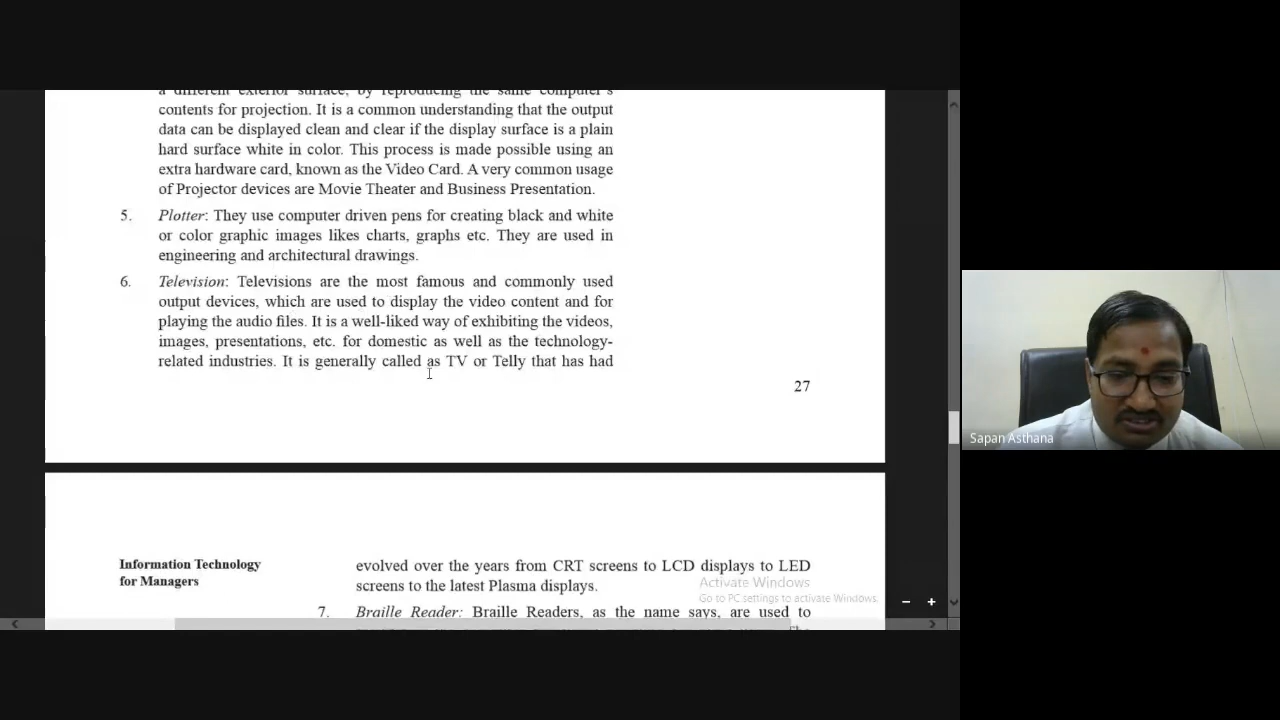 a different exterior surface, by reproducing the same computer's
contents for projection. It is a common understanding that the output
data can be displayed clean and clear if the display surface is a plain
hard surface white in color. This process is made possible using an
extra hardware card, known as the Video Card. A very common usage
of Projector devices are Movie Theater and Business Presentation.
5. Plotter: They use computer driven pens for creating black and white
or color graphic images likes charts, graphs etc. They are used in
engineering and architectural drawings.
6. Television: Televisions are the most famous and commonly used
output devices, which are used to display the video content and for
playing the audio files. It is a well-liked way of exhibiting the videos,
images, presentations, etc. for domestic as well as the technology-
related industries. It is generally called as TV or Telly that has had
27
Sapan Asthana
Information Technology
for Managers
evolved over the years from CRT screens to LCD displays to LED
screens to the latest Plasma displays.
Activate Windows
Go to PC settings to activate Windows.
7. Braille Reader: Braille Readers, as the name says, are used to